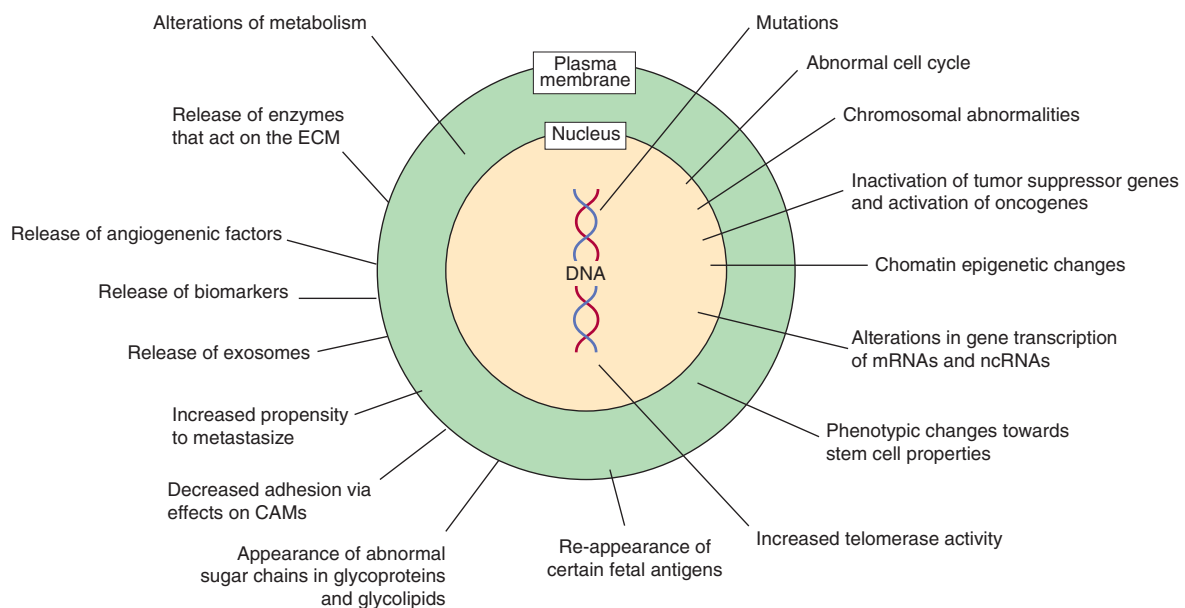 Alterations of metabolism
Release of enzymes
that act on the ECM
Release of angiogenenic factors
Release of biomarkers
Release of exosomes
Increased propensity
to metastasize
Decreased adhesion via
effects on CAMs
Appearance of abnormal
sugar chains in glycoproteins
and glycolipids
Plasma
membrane
Nucleus
DNA
Re-appearance of
certain fetal antigens
Mutations
Abnormal cell cycle
Chromosomal abnormalities
Inactivation of tumor suppressor genes
and activation of oncogenes
Chomatin epigenetic changes
Alterations in gene transcription
of mRNAs and ncRNAs
Phenotypic changes towards
stem cell properties
Increased telomerase activity